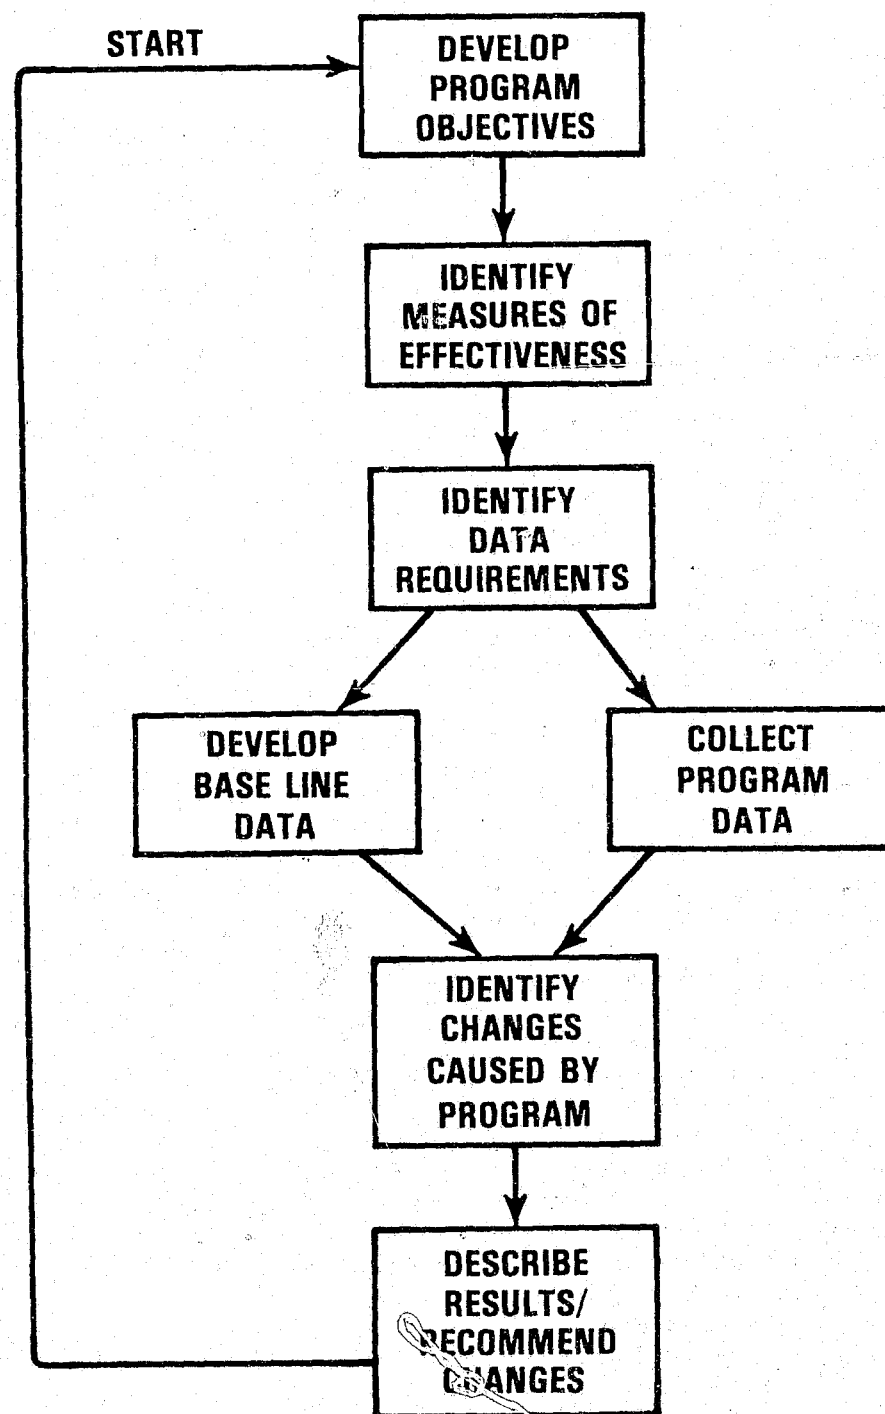 START
DEVELOP
PROGRAM
OBJECTIVES
IDENTIFY
MEASURES OF
EFFECTIVENESS
IDENTIFY
DATA
REQUIREMENTS
DEVELOP
BASE LINE
DATA
COLLECT
PROGRAM
DATA
IDENTIFY
CHANGES
CAUSED BY
PROGRAM
DESCRIBE
RESULTS/
RECOMMEND
CHANGES